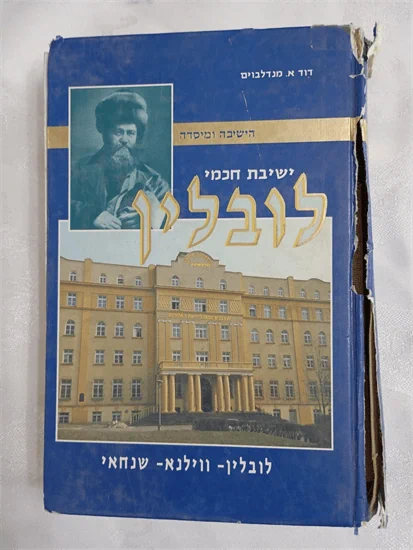 דוד א. מנדלבוים
הישיבה ומיסדה
ישיבת חכמי
לובלין
לובלין- ווילנא- שנחאי